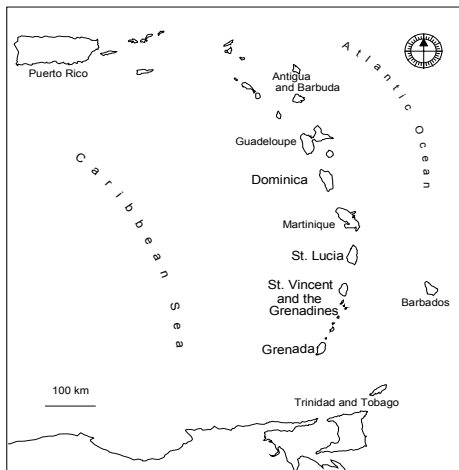 Puerto Rico
Antigua
and Barbuda
Atlantic Ocean
Guadeloupe
Dominica
Caribbean Sea
Martinique
St. Lucia
St. Vincent
and the
Grenadines
Barbados
Grenada
100 km
Trinidad and Tobago